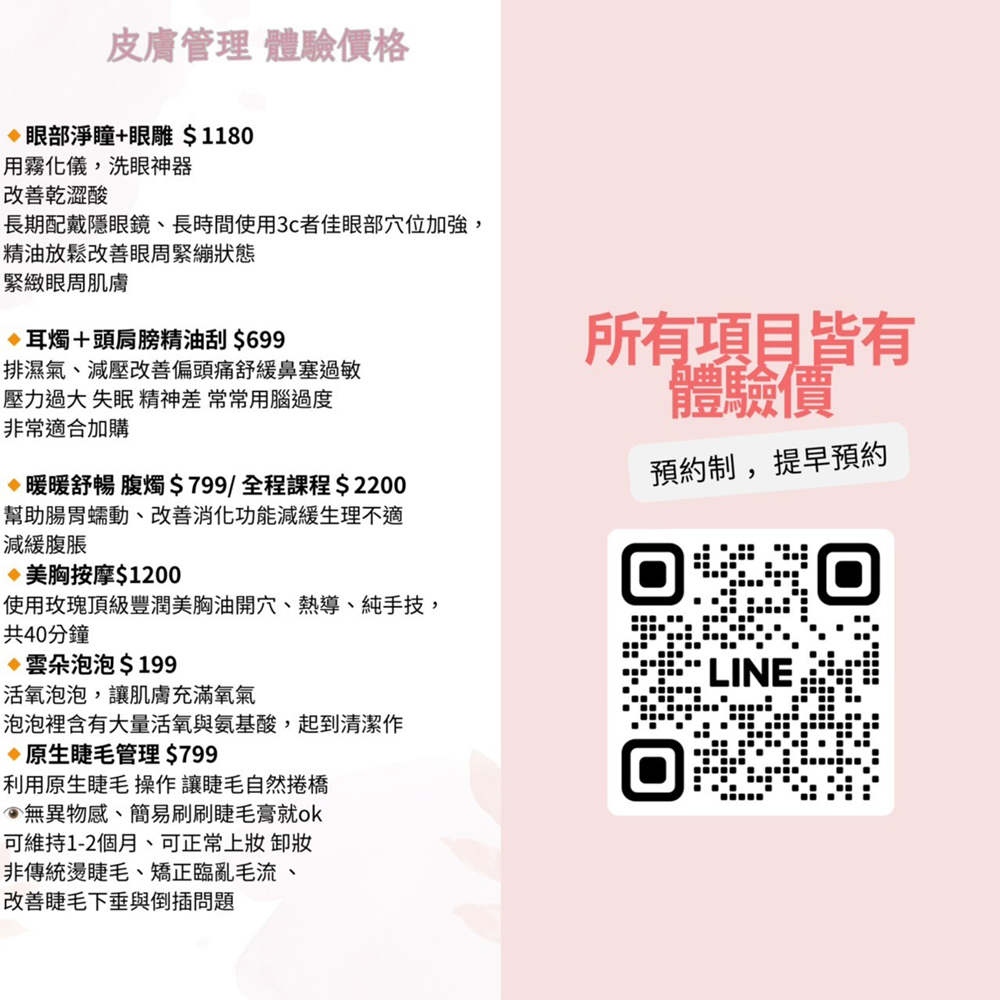 皮膚管理 體驗價格
🔸眼部淨瞳+眼雕 ＄1180
用霧化儀，洗眼神器
改善乾澀酸
長期配戴隱眼鏡、長時間使用3c者佳眼部穴位加強，
精油放鬆改善眼周緊繃狀態
緊緻眼周肌膚
🔸耳燭＋頭肩膀精油刮 $699
排濕氣、減壓改善偏頭痛舒緩鼻塞過敏
壓力過大 失眠 精神差 常常用腦過度
非常適合加購
🔸暖暖舒暢 腹燭＄799/ 全程課程＄2200
幫助腸胃蠕動、改善消化功能減緩生理不適
減緩腹脹
🔸美胸按摩$1200
使用玫瑰頂級豐潤美胸油開穴、熱導、純手技，
共40分鐘
🔸雲朵泡泡＄199
活氧泡泡，讓肌膚充滿氧氣
泡泡裡含有大量活氧與氨基酸，起到清潔作
🔸原生睫毛管理 $799
利用原生睫毛 操作 讓睫毛自然捲橋
👁️無異物感、簡易刷刷睫毛膏就ok
可維持1-2個月、可正常上妝 卸妝
非傳統燙睫毛、矯正臨亂毛流 、
改善睫毛下垂與倒插問題
所有項目皆有
體驗價
預約制 ，提早預約
LINE